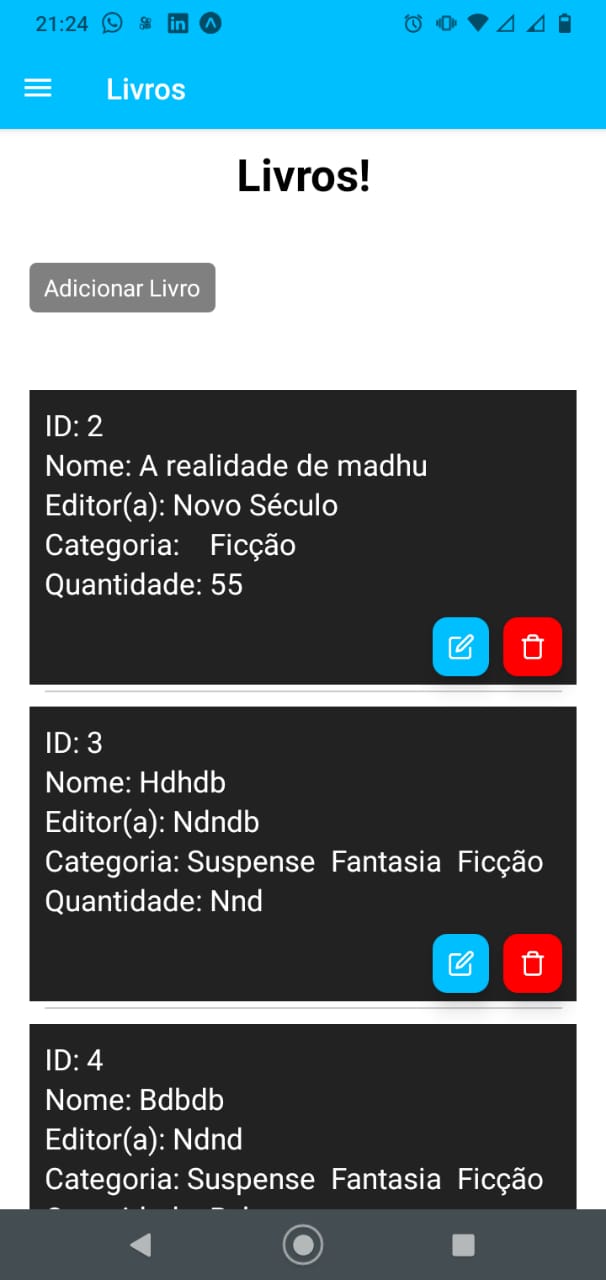 21:24
Livros
Livros!
Adicionar Livro
ID: 2
Nome: A realidade de madhu
Editor(a): Novo Século
Categoria: Ficção
Quantidade: 55
ID: 3
Nome: Hdhdb
Editor(a): Ndndb
Categoria: Suspense Fantasia Ficção
Quantidade: Nnd
ID: 4
Nome: Bdbdb
Editor(a): Ndnd
Categoria: Suspense Fantasia Ficção